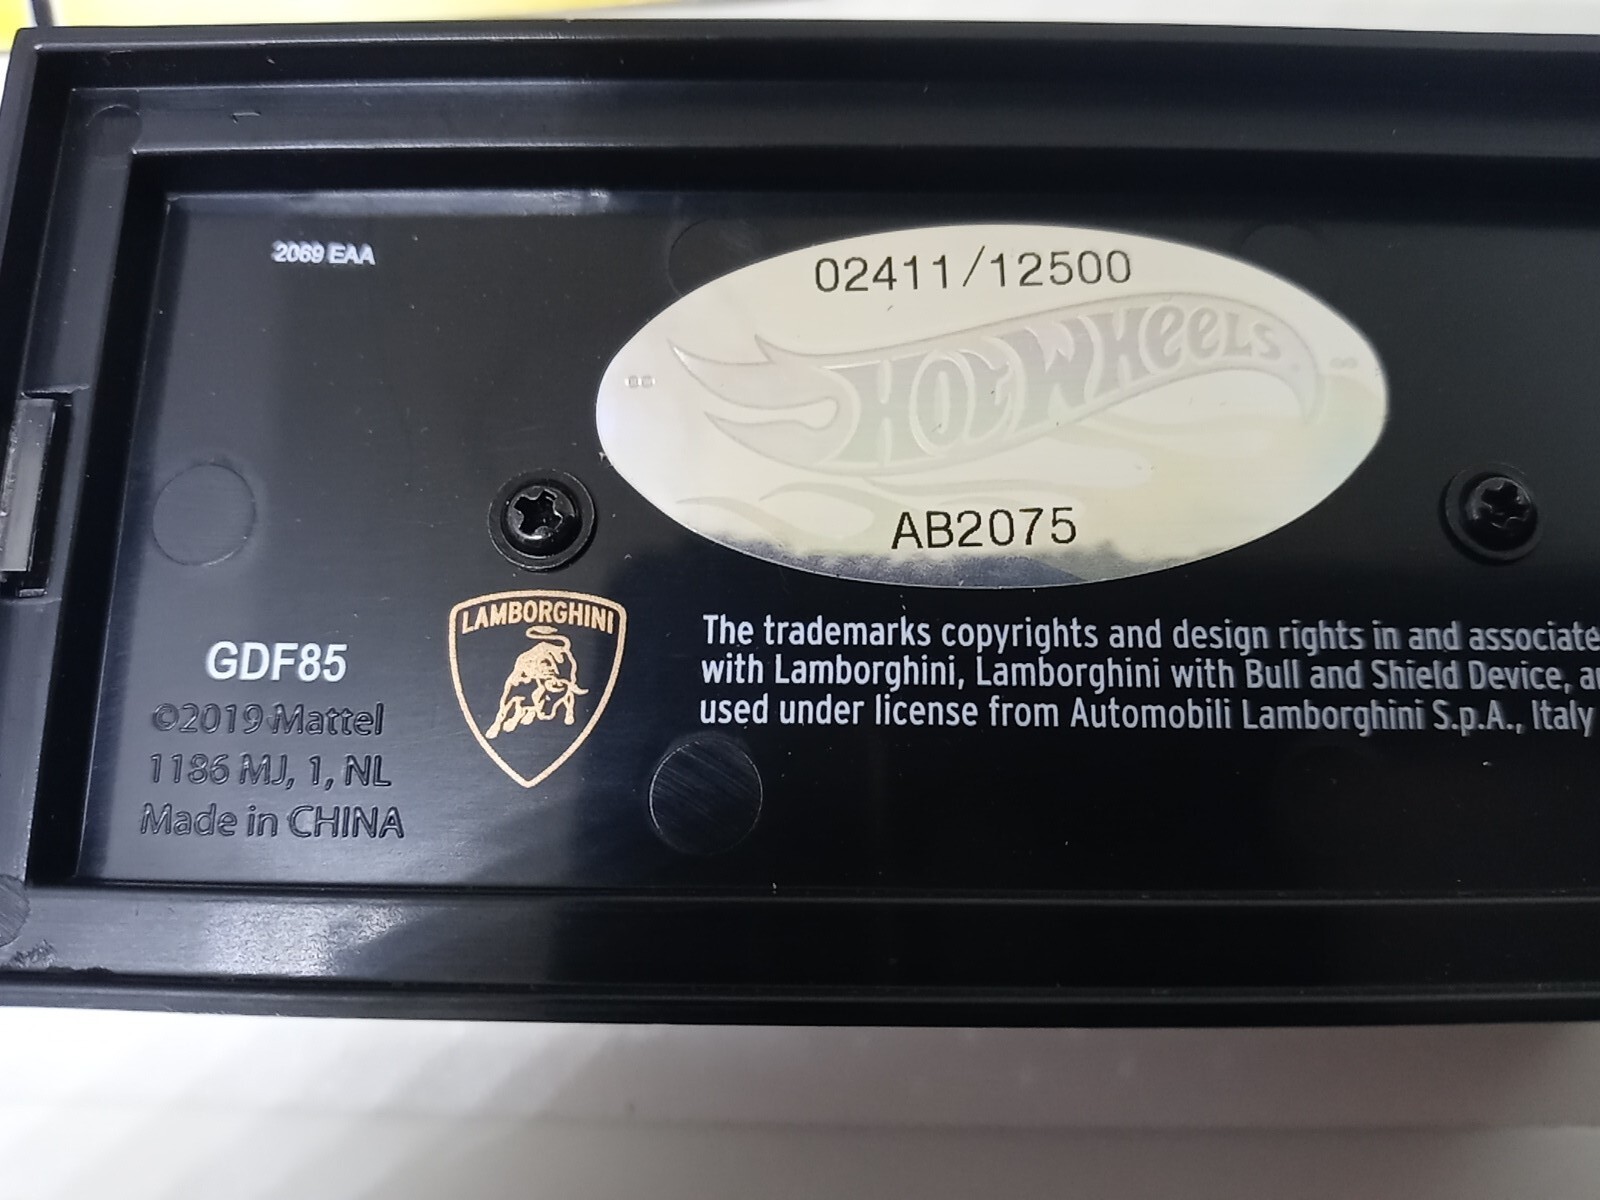 2069 EAA
02411/12500
HOT WHEELS
AB2075
LAMBORGHINI
GDF85
©2019 Mattel
1186 MJ, 1, NL
Made in CHINA
The trademarks copyrights and design rights in and associate
with Lamborghini, Lamborghini with Bull and Shield Device, a
used under license from Automobili Lamborghini S.p.A., Italy